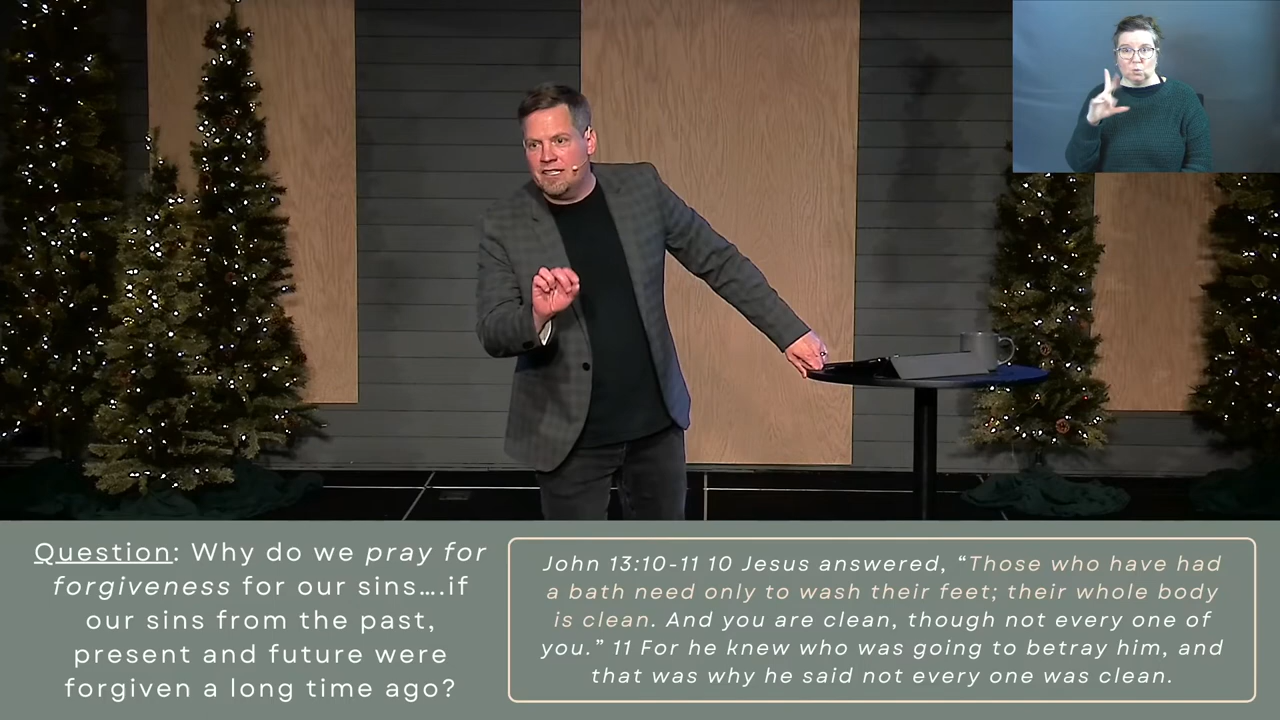 Question: Why do we pray for
forgiveness for our sins....if
our sins from the past,
present and future were
forgiven a long time ago?
John 13:10-11 10 Jesus answered, “Those who have had
a bath need only to wash their feet; their whole body
is clean. And you are clean, though not every one of
you.” 11 For he knew who was going to betray him, and
that was why he said not every one was clean.